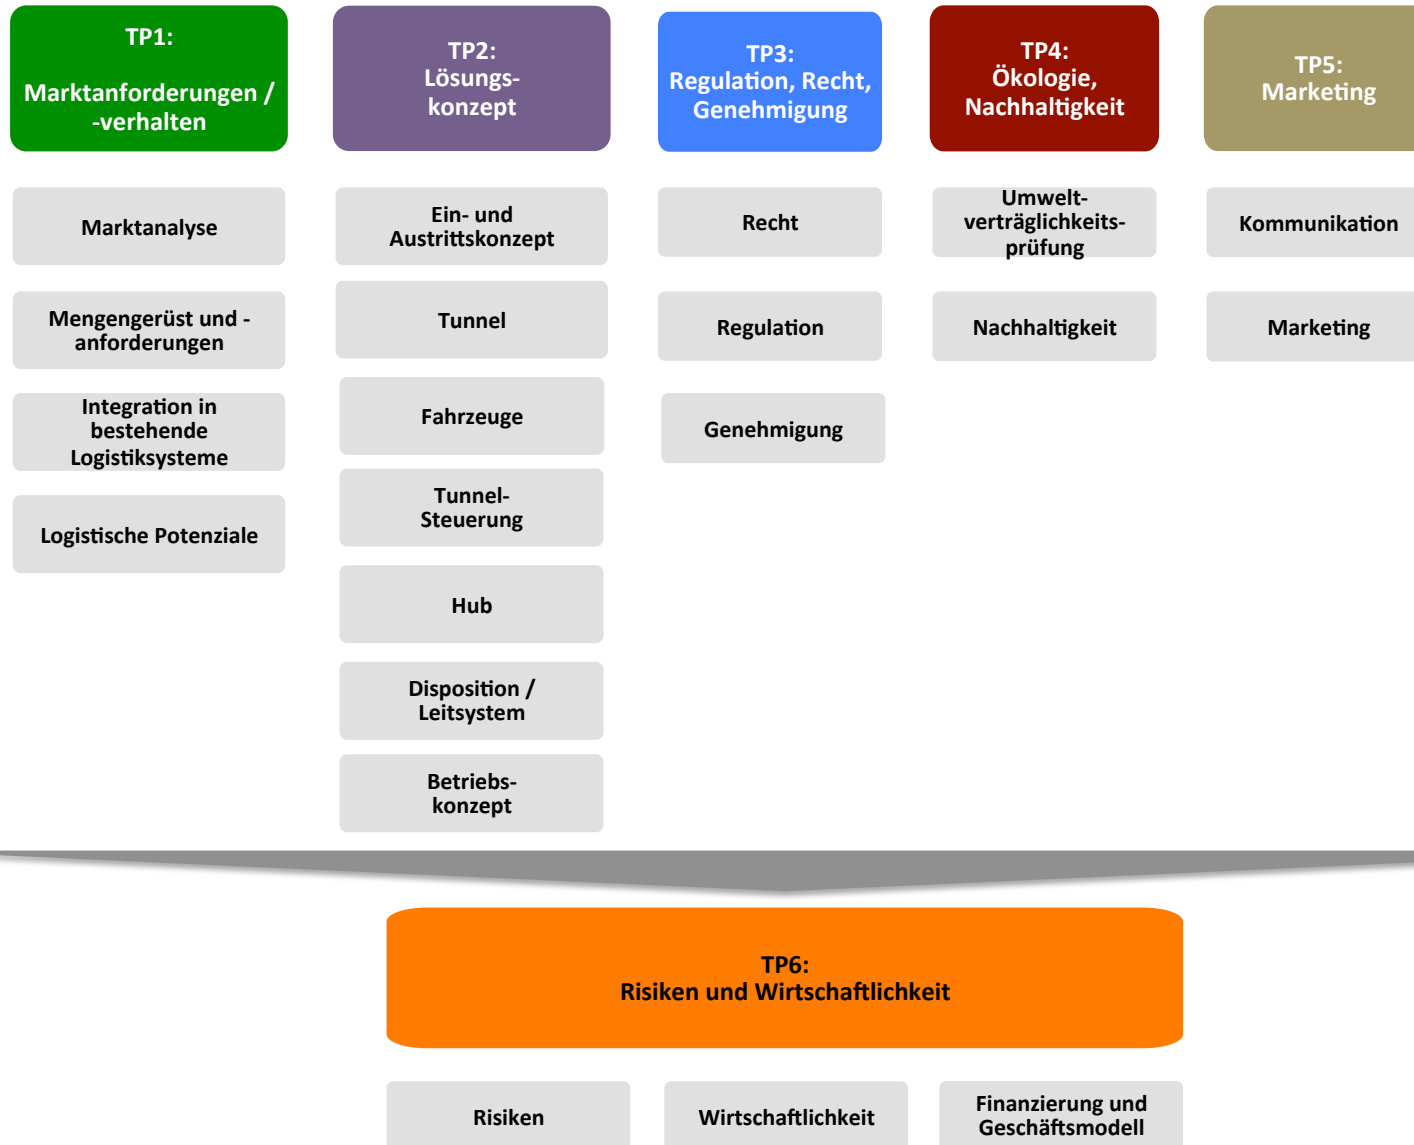 TP1:
Marktanforderungen /
-verhalten
Marktanalyse
Mengengerüst und -
anforderungen
Integration in
bestehende
Logistiksysteme
Logistische Potenziale
TP2:
Lösungs-
konzept
Ein- und
Austrittskonzept
Tunnel
Fahrzeuge
Tunnel-
Steuerung
Hub
Disposition /
Leitsystem
Betriebs-
konzept
TP3:
Regulation, Recht,
Genehmigung
Recht
Regulation
Genehmigung
TP4:
Ökologie,
Nachhaltigkeit
Umwelt-
verträglichkeits-
prüfung
Nachhaltigkeit
TP5:
Marketing
Kommunikation
Marketing
TP6:
Risiken und Wirtschaftlichkeit
Risiken
Wirtschaftlichkeit
Finanzierung und
Geschäftsmodell